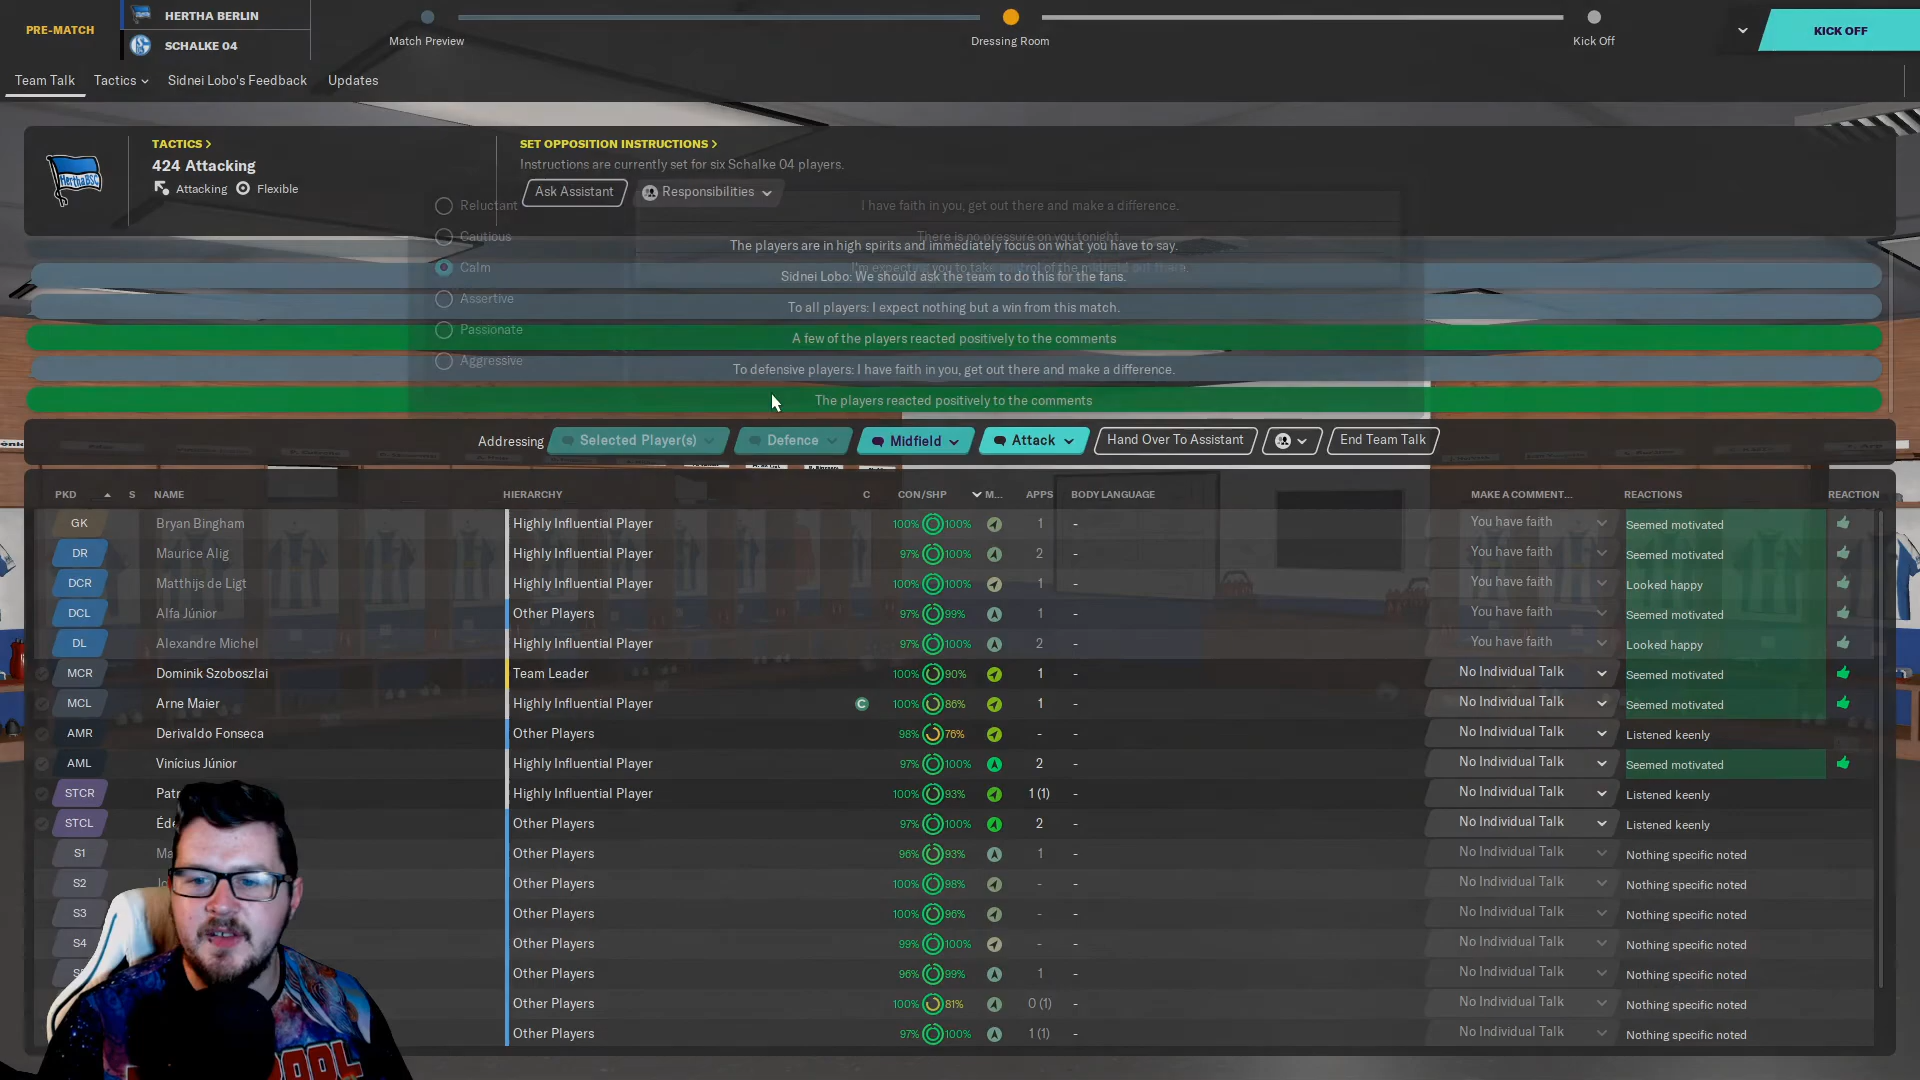 PRE-MATCH
HERTHA BERLIN
SCHALKE 04
Match Preview
Dressing Room
Kick Off
KICK OFF
Team Talk
Tactics
Sidnei Lobo's Feedback
Updates
TACTICS >
424 Attacking
Attacking
Flexible
SET OPPOSITION INSTRUCTIONS >
Instructions are currently set for six Schalke 04 players.
Ask Assistant
Responsibilities
Reluctant
I have faith in you, get out there and make a difference.
Cautious
There is no pressure on you tonight.
The players are in high spirits and immediately focus on what you have to say.
Calm
I'm expecting you to take control of the midfield out there.
Sidnei Lobo: We should ask the team to do this for the fans.
Assertive
To all players: I expect nothing but a win from this match.
Passionate
A few of the players reacted positively to the comments
Aggressive
To defensive players: I have faith in you, get out there and make a difference.
The players reacted positively to the comments
Addressing
Selected Player(s)
Defence
Midfield
Attack
Hand Over To Assistant
End Team Talk
PKD S NAME HIERARCHY C CON/SHP M... APPS BODY LANGUAGE MAKE A COMMENT... REACTIONS REACTION
GK Bryan Bingham Highly Influential Player 100% 100% 1 - You have faith Seemed motivated
DR Maurice Alig Highly Influential Player 97% 100% 2 - You have faith Seemed motivated
DCR Matthijs de Ligt Highly Influential Player 100% 100% 1 - You have faith Looked happy
DCL Alfa Júnior Other Players 97% 99% 1 - You have faith Seemed motivated
DL Alexandre Michel Highly Influential Player 97% 100% 2 - You have faith Looked happy
MCR Dominik Szoboszlai Team Leader 100% 90% 1 - No Individual Talk Seemed motivated
MCL Arne Maier Highly Influential Player C 100% 86% 1 - No Individual Talk Seemed motivated
AMR Derivaldo Fonseca Other Players 98% 76% - - No Individual Talk Listened keenly
AML Vinícius Júnior Highly Influential Player 97% 100% 2 - No Individual Talk Seemed motivated
STCR Highly Influential Player 100% 93% 1 (1) - No Individual Talk Listened keenly
STCL Other Players 97% 100% 2 - No Individual Talk Listened keenly
S1 Other Players 96% 93% 1 - No Individual Talk Nothing specific noted
S2 Other Players 100% 98% - - No Individual Talk Nothing specific noted
S3 Other Players 100% 96% - - No Individual Talk Nothing specific noted
S4 Other Players 99% 100% - - No Individual Talk Nothing specific noted
Other Players 96% 99% 1 - No Individual Talk Nothing specific noted
Other Players 100% 81% 0 (1) - No Individual Talk Nothing specific noted
Other Players 97% 100% 1 (1) - No Individual Talk Nothing specific noted